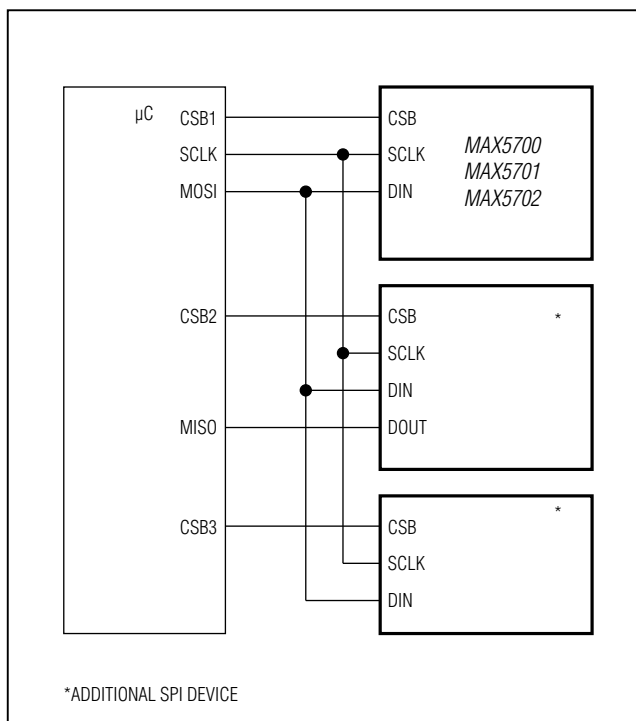 µC
CSB1
SCLK
MOSI
CSB2
MISO
CSB3
CSB
SCLK
DIN
MAX5700
MAX5701
MAX5702
CSB
*
SCLK
DIN
DOUT
CSB
*
SCLK
DIN
*ADDITIONAL SPI DEVICE